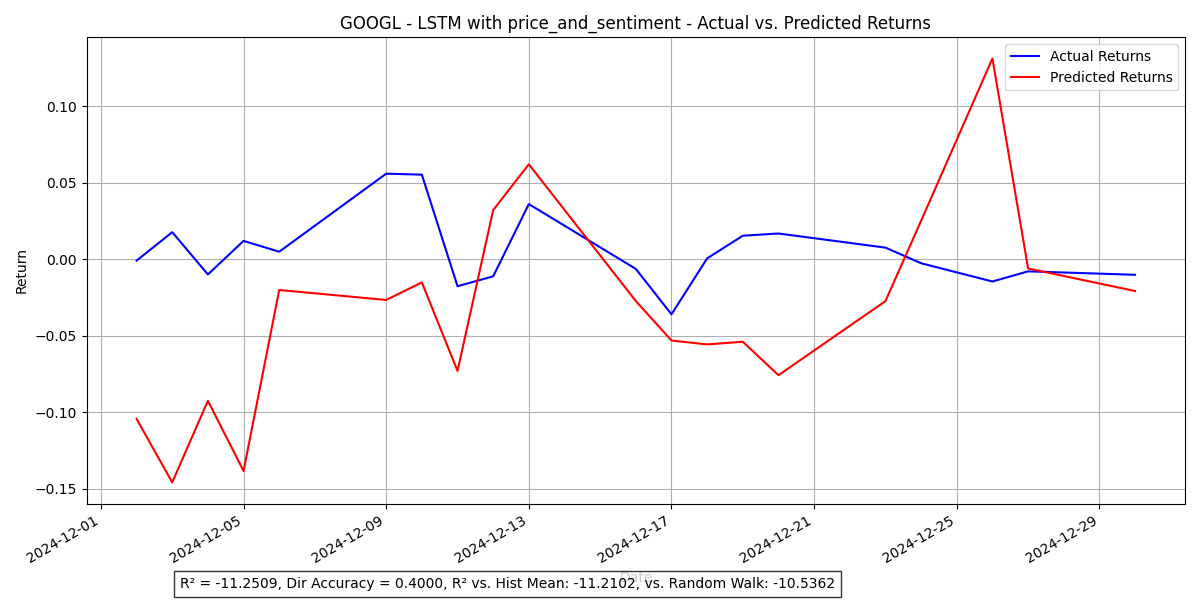 GOOGL - LSTM with price_and_sentiment - Actual vs. Predicted Returns
Actual Returns
Predicted Returns
0.10
0.05
0.00
−0.05
−0.10
−0.15
Return
2024-12-01
2024-12-05
2024-12-09
2024-12-13
2024-12-17
2024-12-21
2024-12-25
2024-12-29
Date
R² = -11.2509, Dir Accuracy = 0.4000, R² vs. Hist Mean: -11.2102, vs. Random Walk: -10.5362